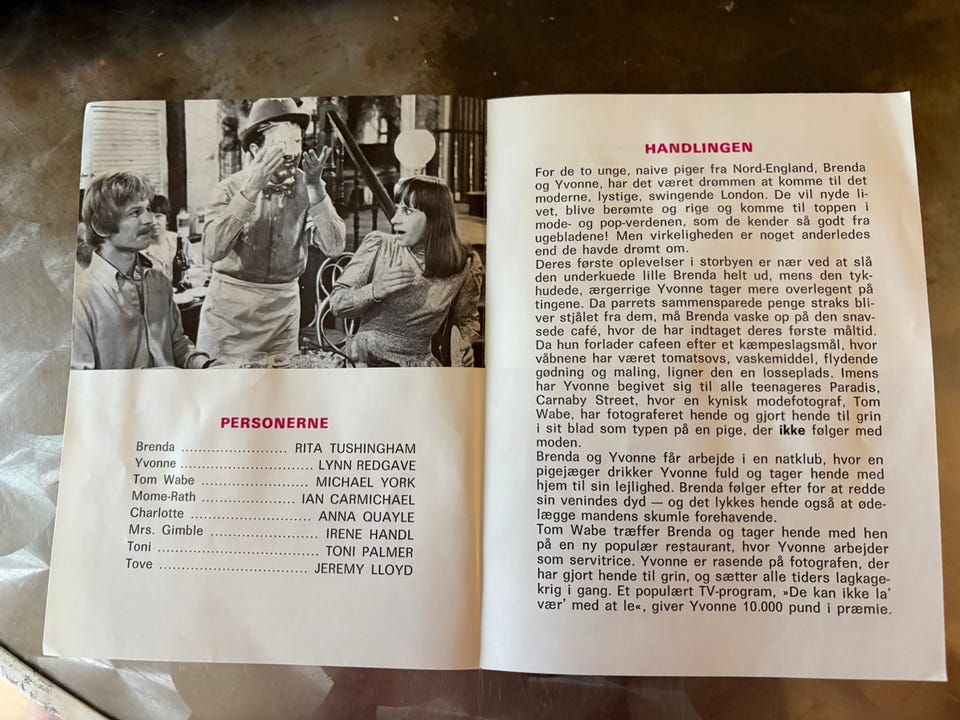 PERSONERNE
Brenda ........................ RITA TUSHINGHAM
Yvonne .............................. LYNN REDGAVE
Tom Wabe ........................ MICHAEL YORK
Mome-Rath ..................... IAN CARMICHAEL
Charlotte ............................ ANNA QUAYLE
Mrs. Gimble ........................ IRENE HANDL
Toni .................................... TONI PALMER
Tove ................................. JEREMY LLOYD
HANDLINGEN
For de to unge, naive piger fra Nord-England, Brenda
og Yvonne, har det været drømmen at komme til det
moderne, lystige, swingende London. De vil nyde li-
vet, blive berømte og rige og komme til toppen i
mode- og pop-verdenen, som de kender så godt fra
ugebladene! Men virkeligheden er noget anderledes
end de havde drømt om.
Deres første oplevelser i storbyen er nær ved at slå
den underkuede lille Brenda helt ud, mens den tyk-
hudede, ærgerrige Yvonne tager mere overlegent på
tingene. Da parrets sammensparede penge straks bli-
ver stjålet fra dem, må Brenda vaske op på den snav-
sede café, hvor de har indtaget deres første måltid.
Da hun forlader cafeen efter et kæmpeslagsmål, hvor
våbnene har været tomatsovs, vaskemiddel, flydende
gødning og maling, ligner den en losseplads. Imens
har Yvonne begivet sig til alle teenageres Paradis,
Carnaby Street, hvor en kynisk modefotograf, Tom
Wabe, har fotograferet hende og gjort hende til grin
i sit blad som typen på en pige, der ikke følger med
moden.
Brenda og Yvonne får arbejde i en natklub, hvor en
pigejæger drikker Yvonne fuld og tager hende med
hjem til sin lejlighed. Brenda følger efter for at redde
sin venindes dyd — og det lykkes hende også at øde-
lægge mandens skumle forehavende.
Tom Wabe træffer Brenda og tager hende med hen
på en ny populær restaurant, hvor Yvonne arbejder
som servitrice. Yvonne er rasende på fotografen, der
har gjort hende til grin, og sætter alle tiders lagkage-
krig i gang. Et populært TV-program, »De kan ikke la'
vær' med at le«, giver Yvonne 10.000 pund i præmie.